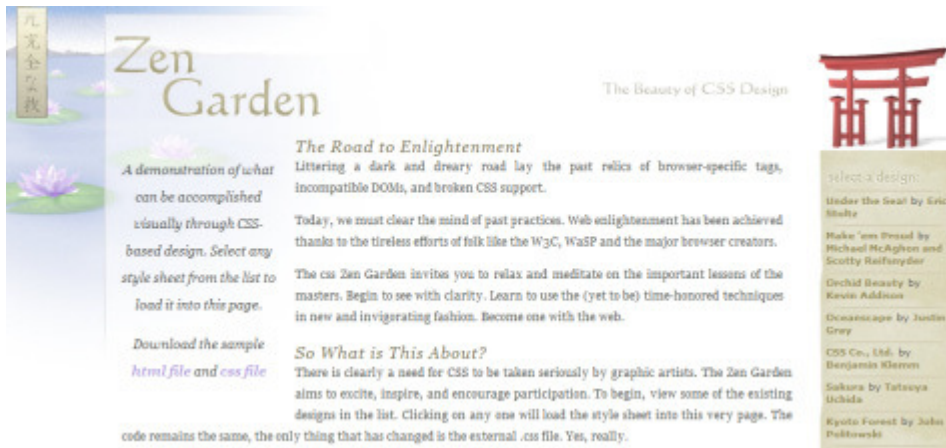 Zen
Garden
The Beauty of CSS Design
A demonstration of what
can be accomplished
visually through CSS-
based design. Select any
style sheet from the list to
load it into this page.
Download the sample
html file and css file
The Road to Enlightenment
Littering a dark and dreary road lay the past relics of browser-specific tags,
incompatible DOMs, and broken CSS support.
Today, we must clear the mind of past practices. Web enlightenment has been achieved
thanks to the tireless efforts of folk like the W3C, WaSP and the major browser creators.
The css Zen Garden invites you to relax and meditate on the important lessons of the
masters. Begin to see with clarity. Learn to use the (yet to be) time-honored techniques
in new and invigorating fashion. Become one with the web.
So What is This About?
There is clearly a need for CSS to be taken seriously by graphic artists. The Zen Garden
aims to excite, inspire, and encourage participation. To begin, view some of the existing
designs in the list. Clicking on any one will load the style sheet into this very page. The
code remains the same, the only thing that has changed is the external .css file. Yes, really.
select a design:
Under the Sea! by Eric
Stoltz
Make 'em Proud by
Michael McAghon and
Scotty Reifsnyder
Orchid Beauty by
Kevin Addison
Oceanscape by Justin
Gray
CSS Co., Ltd. by
Benjamin Klemm
Sakura by Tatsuya
Uchida
Kyoto Forest by John
Politowski